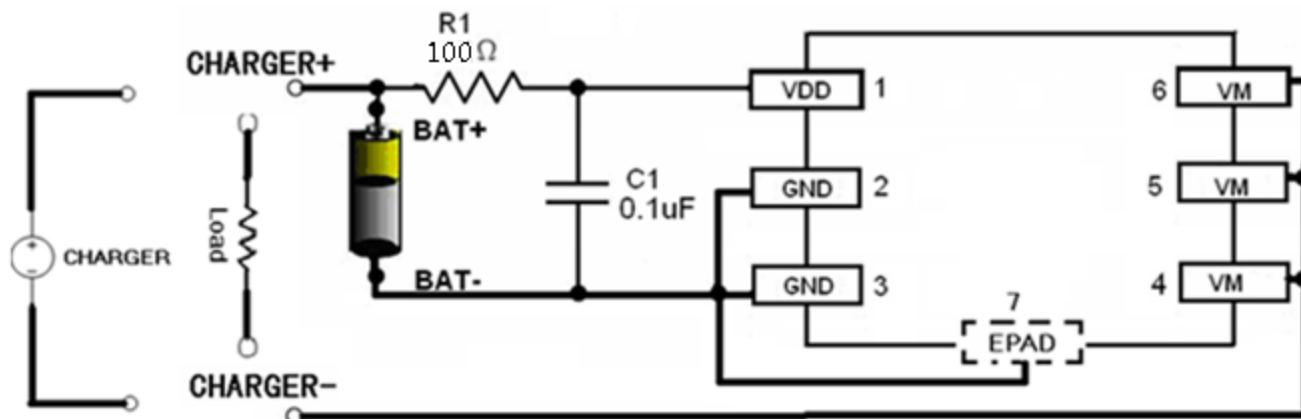 R1
100Ω
CHARGER+
VDD 1
6 VM
BAT+
Load
C1
0.1uF
GND 2
5 VM
+
−
CHARGER
BAT-
GND 3
4 VM
7
EPAD
CHARGER-